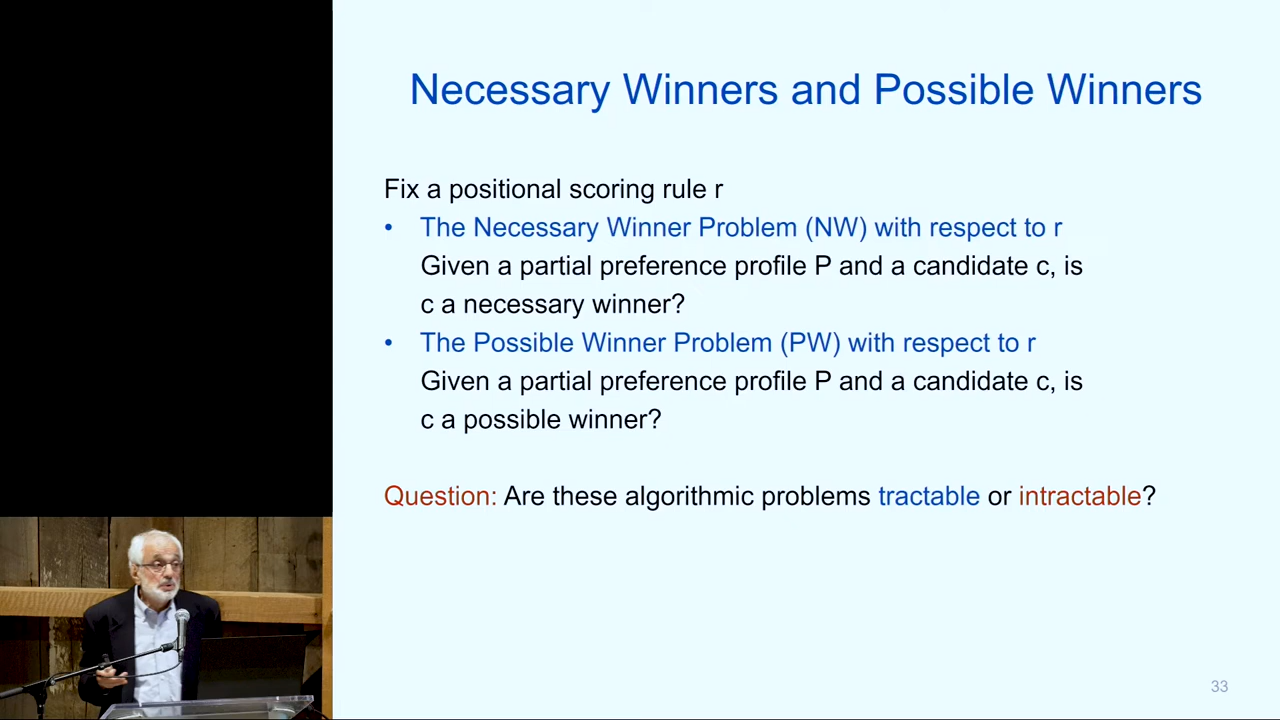 Necessary Winners and Possible Winners
Fix a positional scoring rule r
• The Necessary Winner Problem (NW) with respect to r
Given a partial preference profile P and a candidate c, is
c a necessary winner?
• The Possible Winner Problem (PW) with respect to r
Given a partial preference profile P and a candidate c, is
c a possible winner?
Question: Are these algorithmic problems tractable or intractable?
33